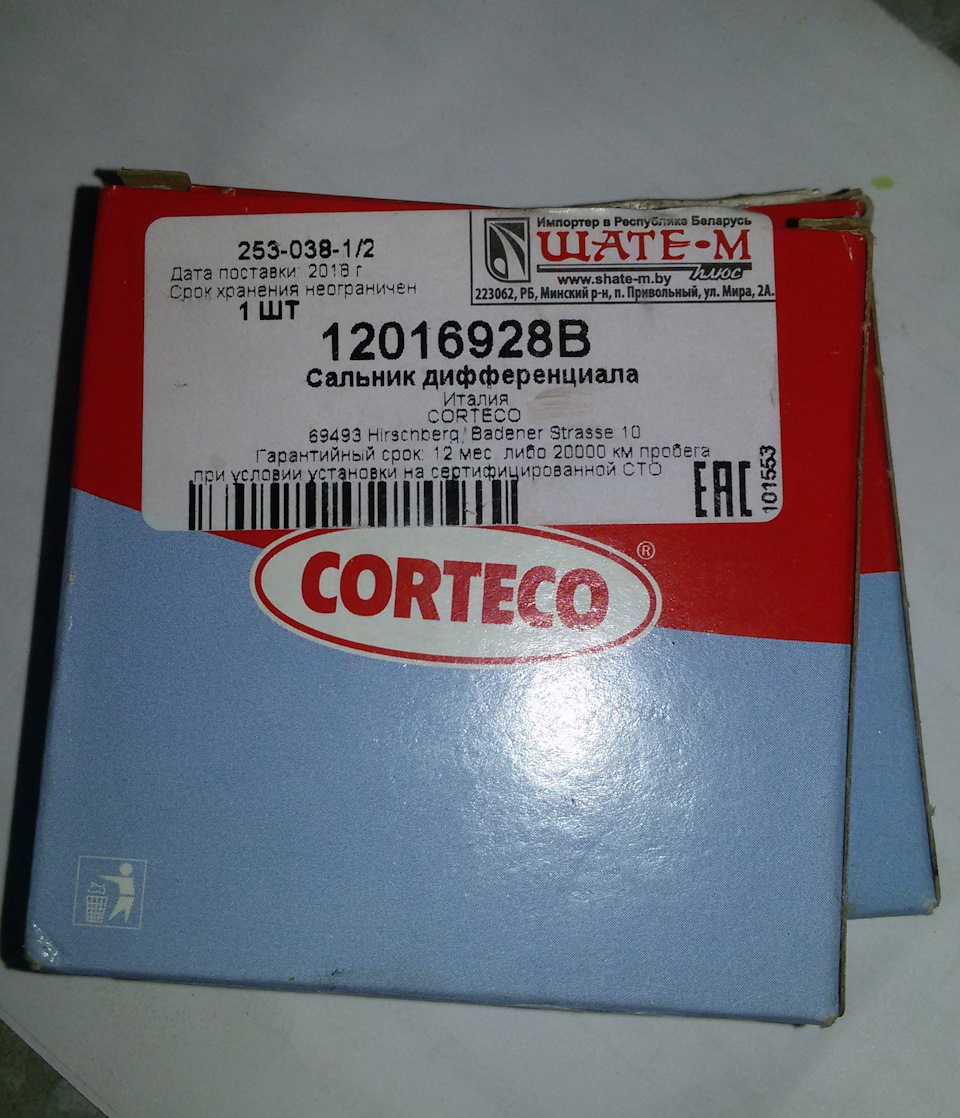 Импортер в Республике Беларусь
ШАТЕ-М
плюс
www.shate-m.by
223062, РБ, Минский р-н, п. Привольный, ул. Мира, 2А.
253-038-1/2
Дата поставки: 2018 г
Срок хранения неограничен
1 ШТ
12016928B
Сальник дифференциала
Италия
CORTECO
69493 Hirschberg, Badener Strasse 10
Гарантийный срок: 12 мес. либо 20000 км пробега
при условии установки на сертифицированной СТО
EAC
101553
CORTECO®